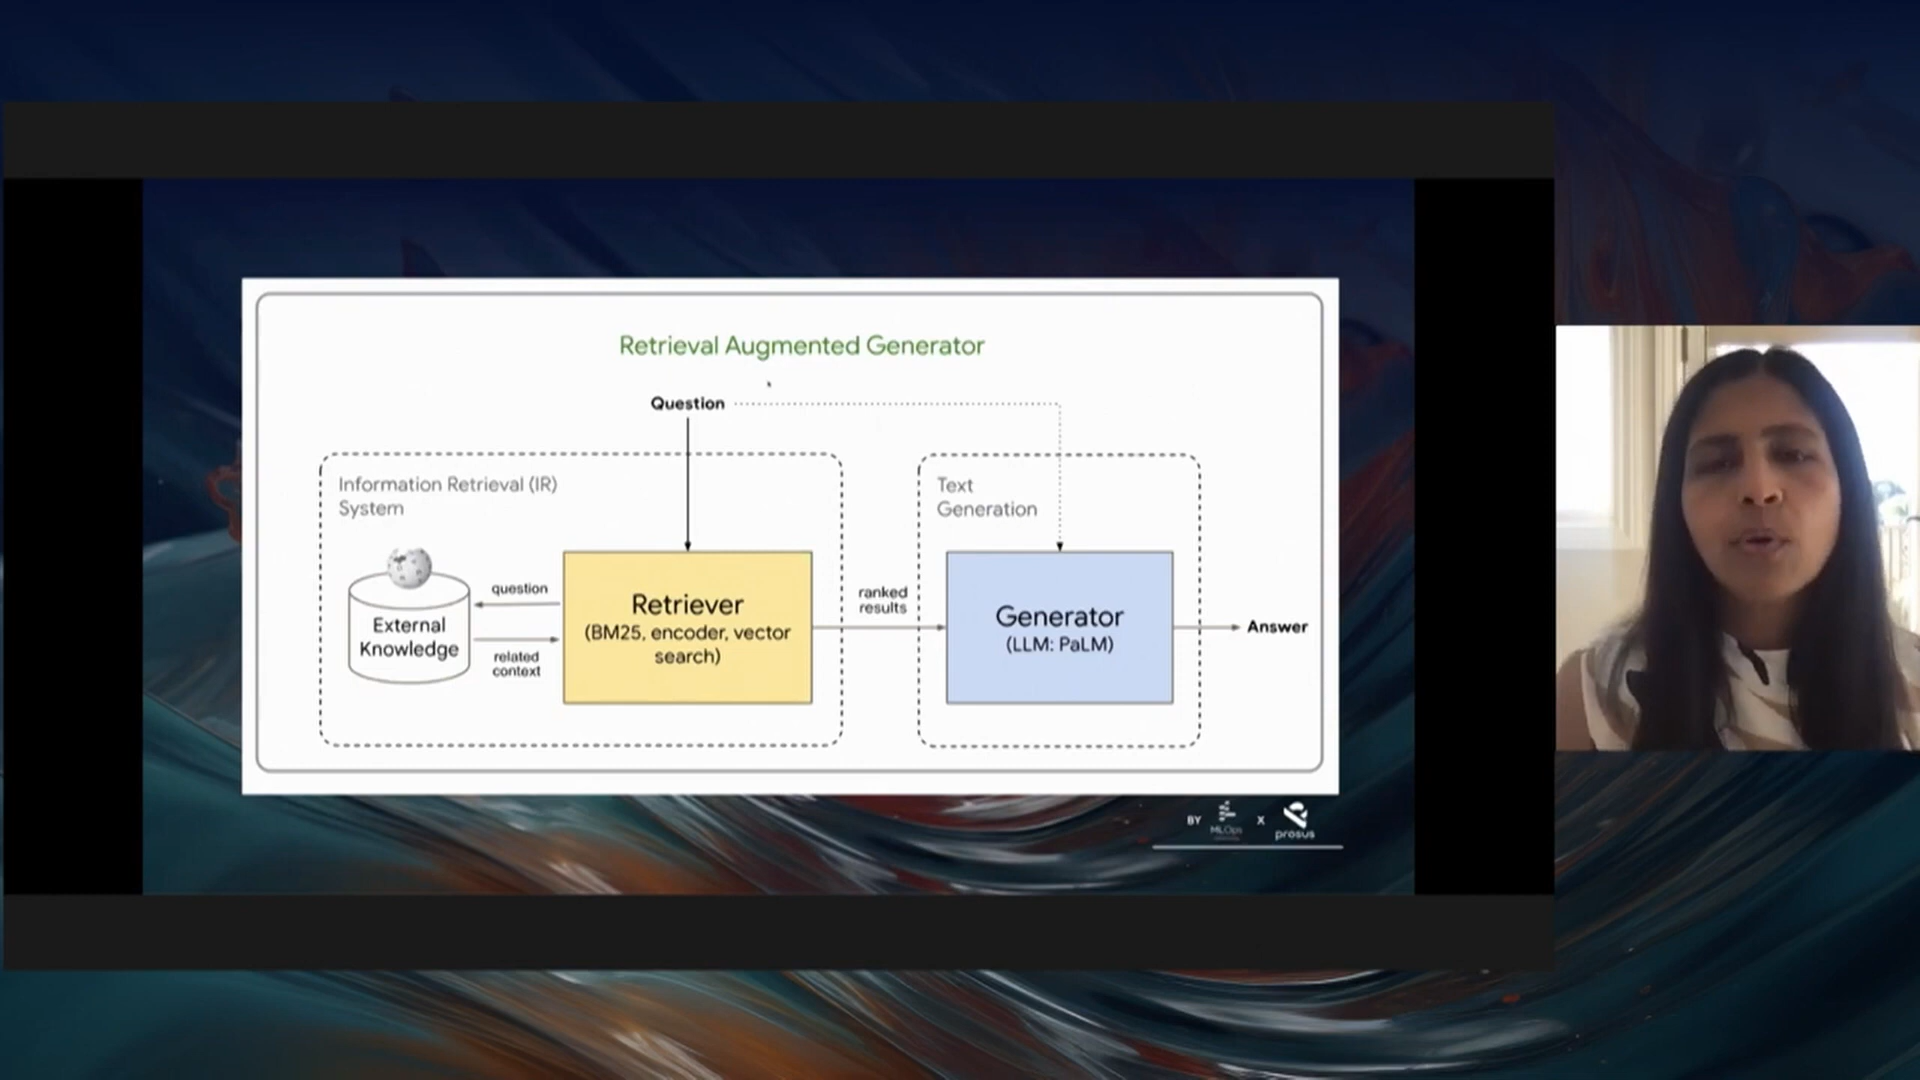 Retrieval Augmented Generator
Question
Information Retrieval (IR)
System
External
Knowledge
question
related
context
Retriever
(BM25, encoder, vector
search)
ranked
results
Text
Generation
Generator
(LLM: PaLM)
Answer
BY
MLOps
X
prosus